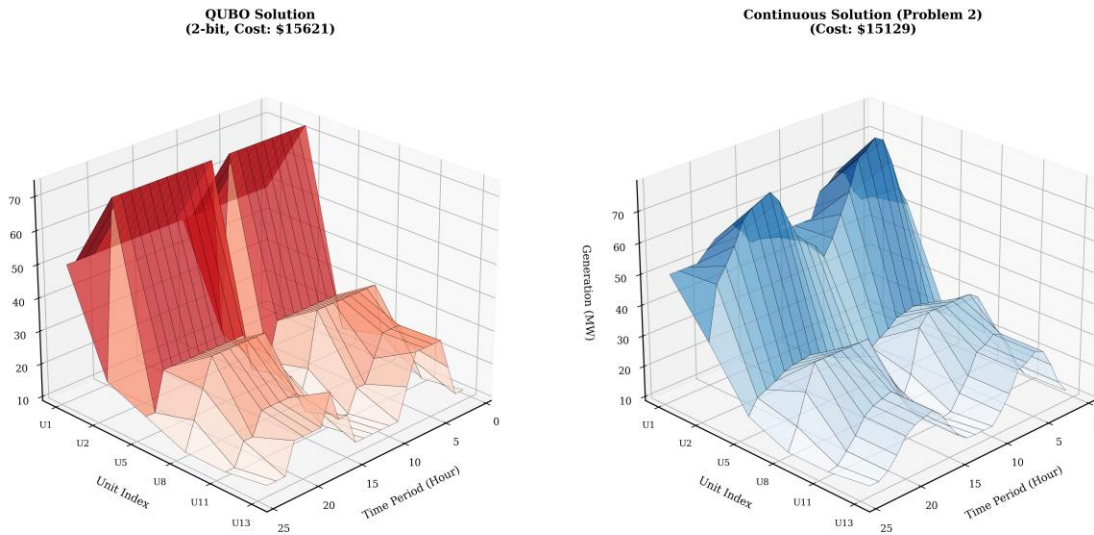 QUBO Solution
(2-bit, Cost: $15621)
70
60
50
40
30
20
10
U1
U2
U5
U8
U11
U13
Unit Index
25
20
15
10
5
0
Time Period (Hour)
Continuous Solution (Problem 2)
(Cost: $15129)
Generation (MW)
70
60
50
40
30
20
10
U1
U2
U5
U8
U11
U13
Unit Index
25
20
15
10
5
Time Period (Hour)